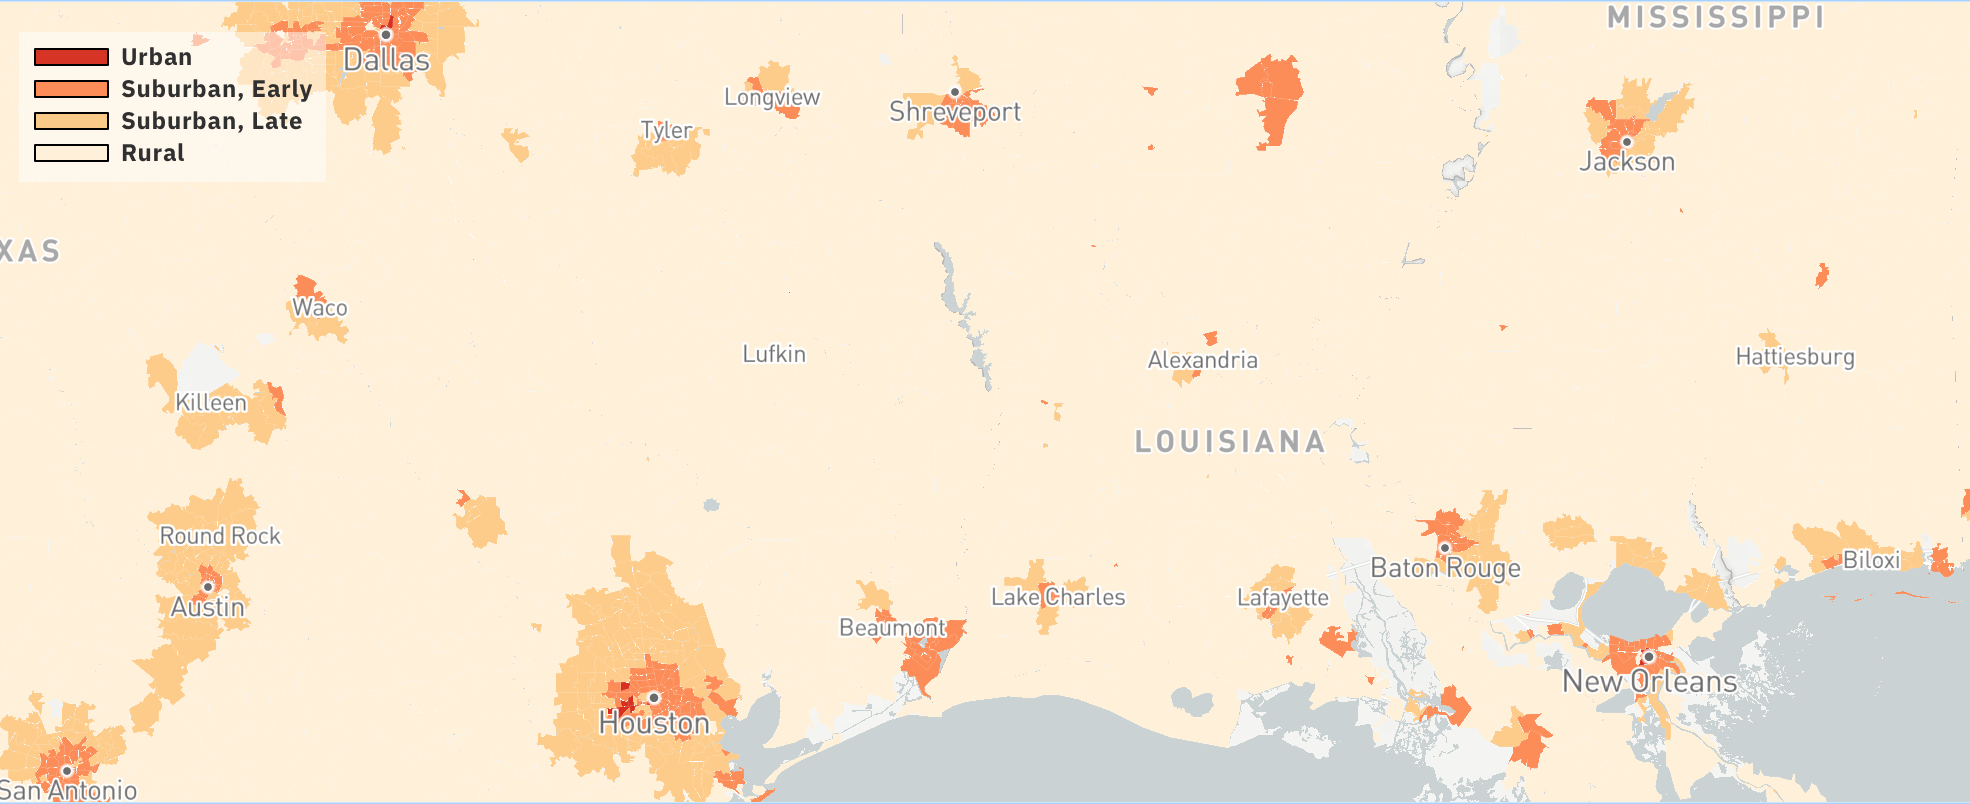 MISSISSIPPI
Urban
Suburban, Early
Suburban, Late
Rural
Dallas
Longview
Shreveport
Tyler
Jackson
XAS
Waco
Lufkin
Alexandria
Hattiesburg
Killeen
LOUISIANA
Round Rock
Baton Rouge
Biloxi
Austin
Lake Charles
Lafayette
Beaumont
New Orleans
Houston
San Antonio